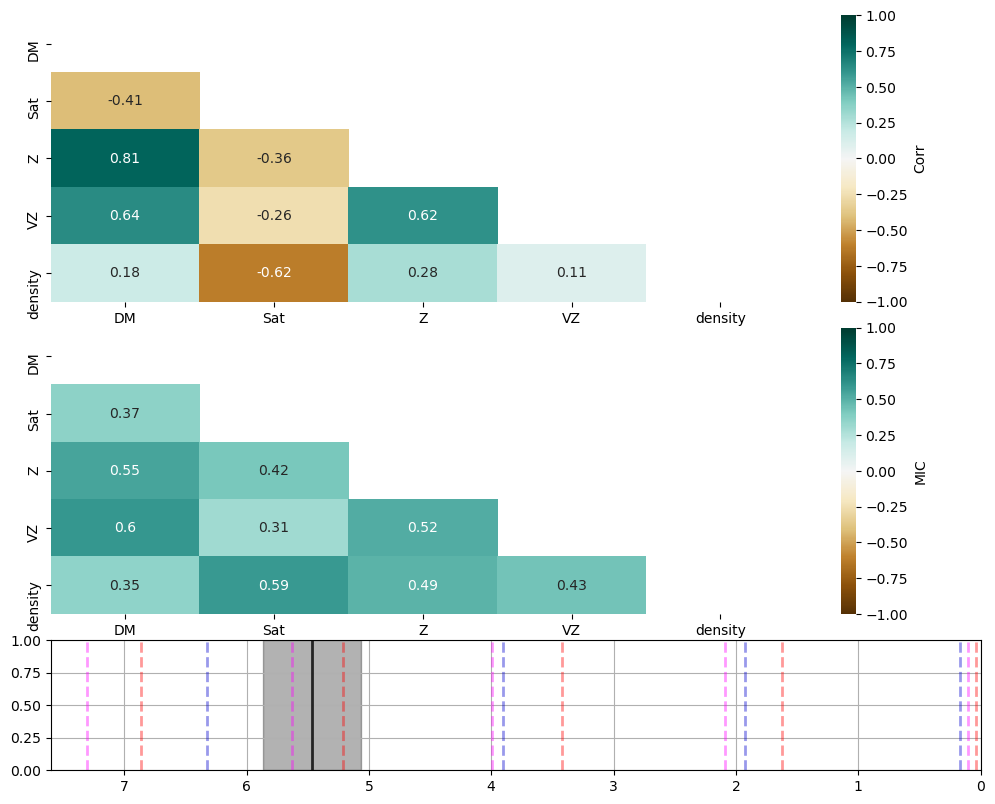 1.00
DM
0.75
Sat
-0.41
0.50
0.25
Z
0.81
-0.36
0.00
Corr
−0.25
VZ
0.64
-0.26
0.62
−0.50
density
0.18
-0.62
0.28
0.11
−0.75
−1.00
DM
Sat
Z
VZ
density
1.00
DM
0.75
Sat
0.37
0.50
0.25
Z
0.55
0.42
0.00
MIC
−0.25
VZ
0.6
0.31
0.52
−0.50
density
0.35
0.59
0.49
0.43
−0.75
−1.00
DM
Sat
Z
VZ
density
1.00
0.75
0.50
0.25
0.00
7
6
5
4
3
2
1
0